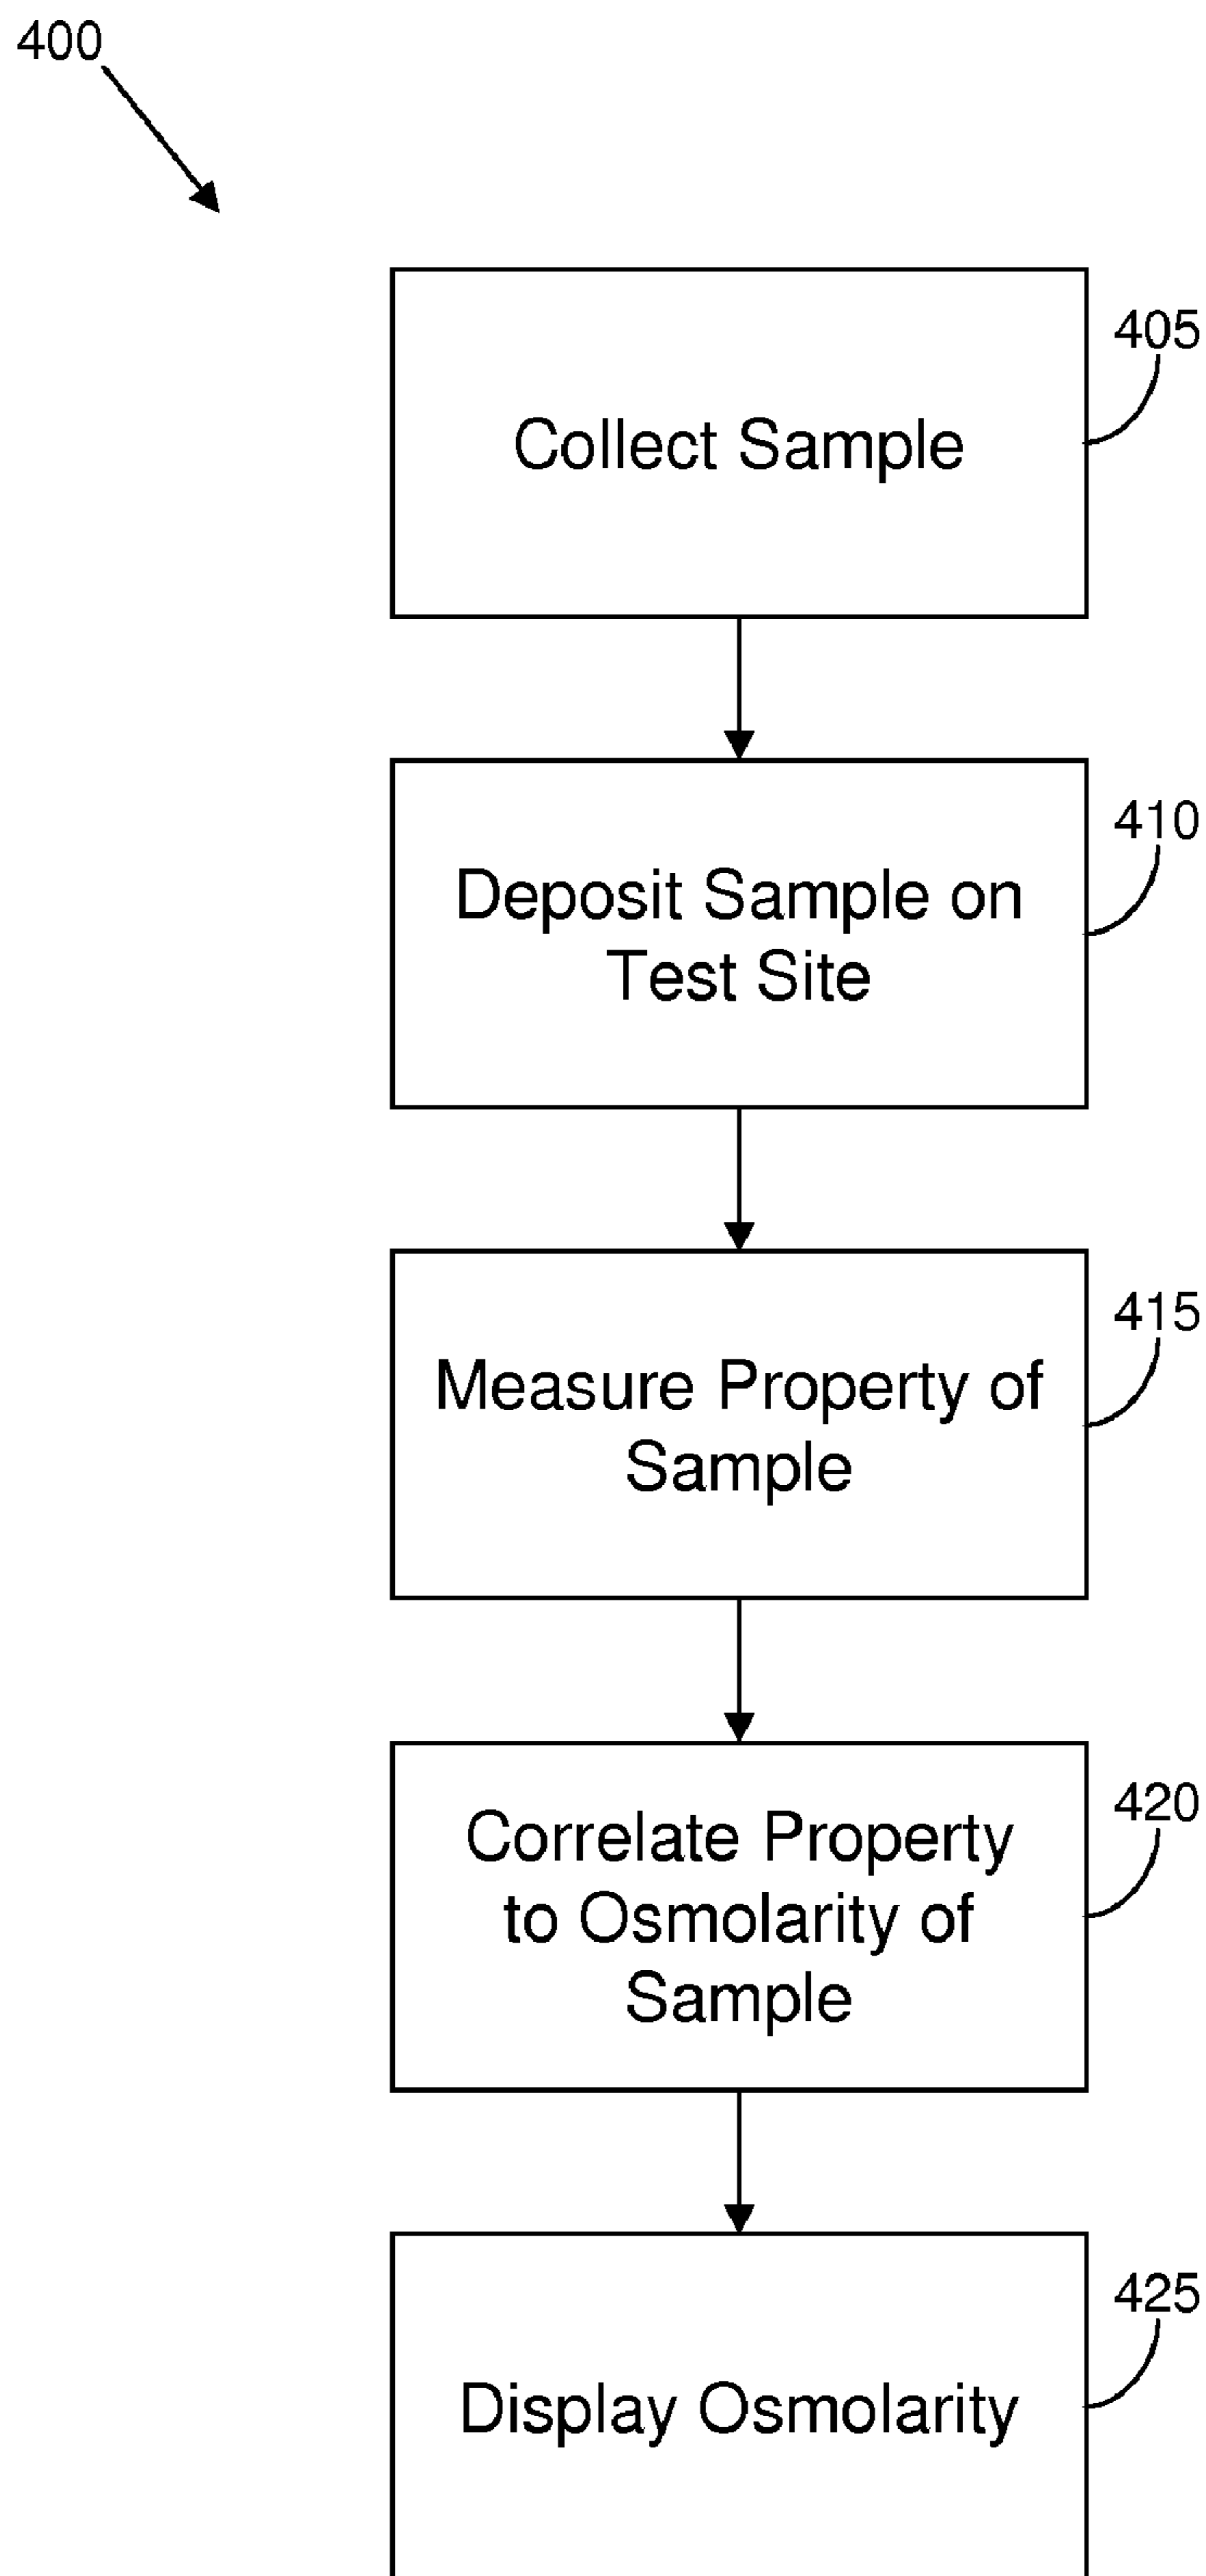 400
405
Collect Sample
410
Deposit Sample on
Test Site
415
Measure Property of
Sample
420
Correlate Property
to Osmolarity of
Sample
425
Display Osmolarity